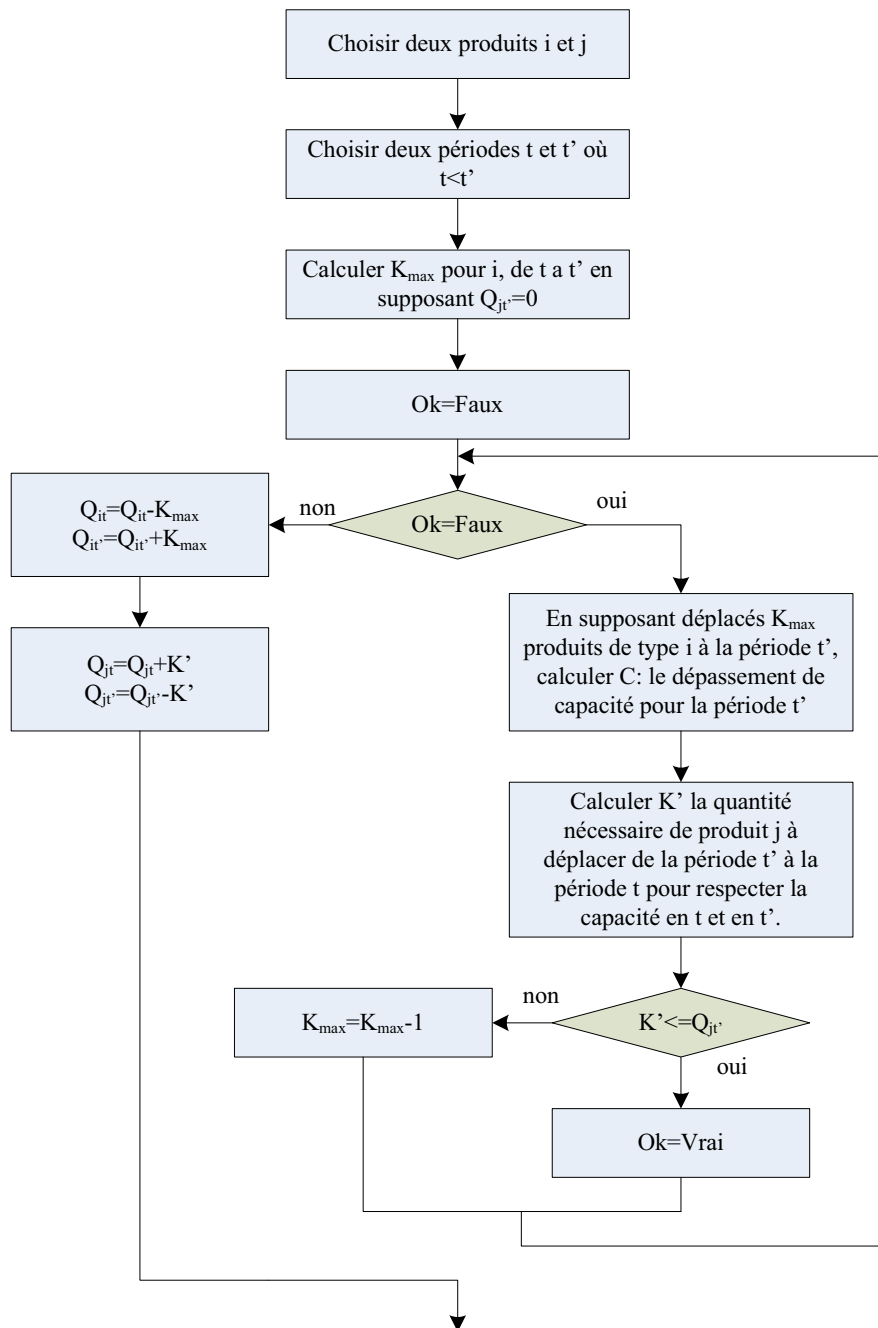 Choisir deux produits i et j
Choisir deux périodes t et t’ où
t<t’
Calculer Kmax pour i, de t a t’ en
supposant Qjt’=0
Ok=Faux
Ok=Faux
non
oui
Qit=Qit-Kmax
Qit’=Qit’+Kmax
Qjt=Qjt+K’
Qjt’=Qjt’-K’
En supposant déplacés Kmax
produits de type i à la période t’,
calculer C: le dépassement de
capacité pour la période t’
Calculer K’ la quantité
nécessaire de produit j à
déplacer de la période t’ à la
période t pour respecter la
capacité en t et en t’.
K’<=Qjt’
non
oui
Kmax=Kmax-1
Ok=Vrai